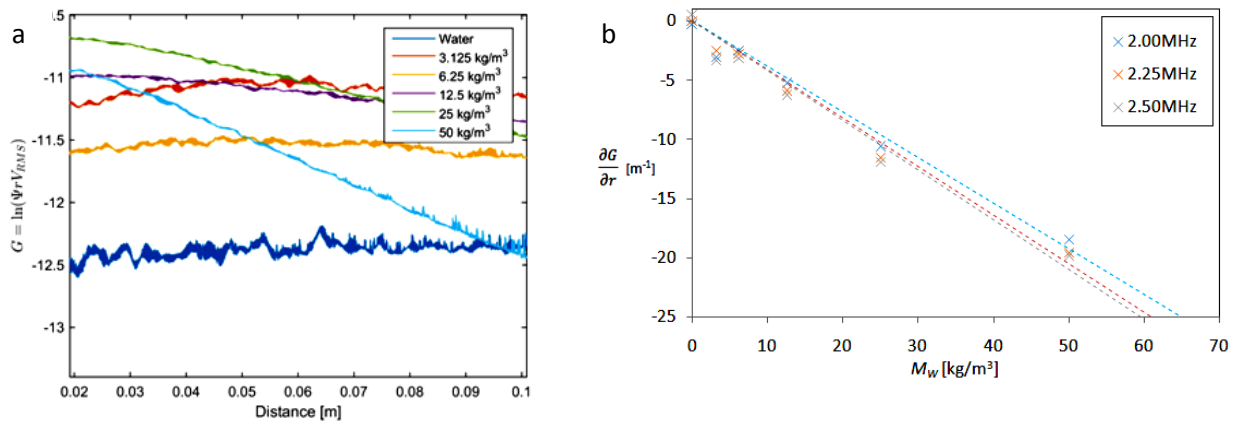 a
.5
-11
-11.5
-12
-12.5
-13
G = ln(ΨrV_RMS)
Water
3.125 kg/m³
6.25 kg/m³
12.5 kg/m³
25 kg/m³
50 kg/m³
0.02 0.03 0.04 0.05 0.06 0.07 0.08 0.09 0.1
Distance [m]
b
0
-5
-10
-15
-20
-25
∂G/∂r [m⁻¹]
2.00MHz
2.25MHz
2.50MHz
0 10 20 30 40 50 60 70
M_W [kg/m³]